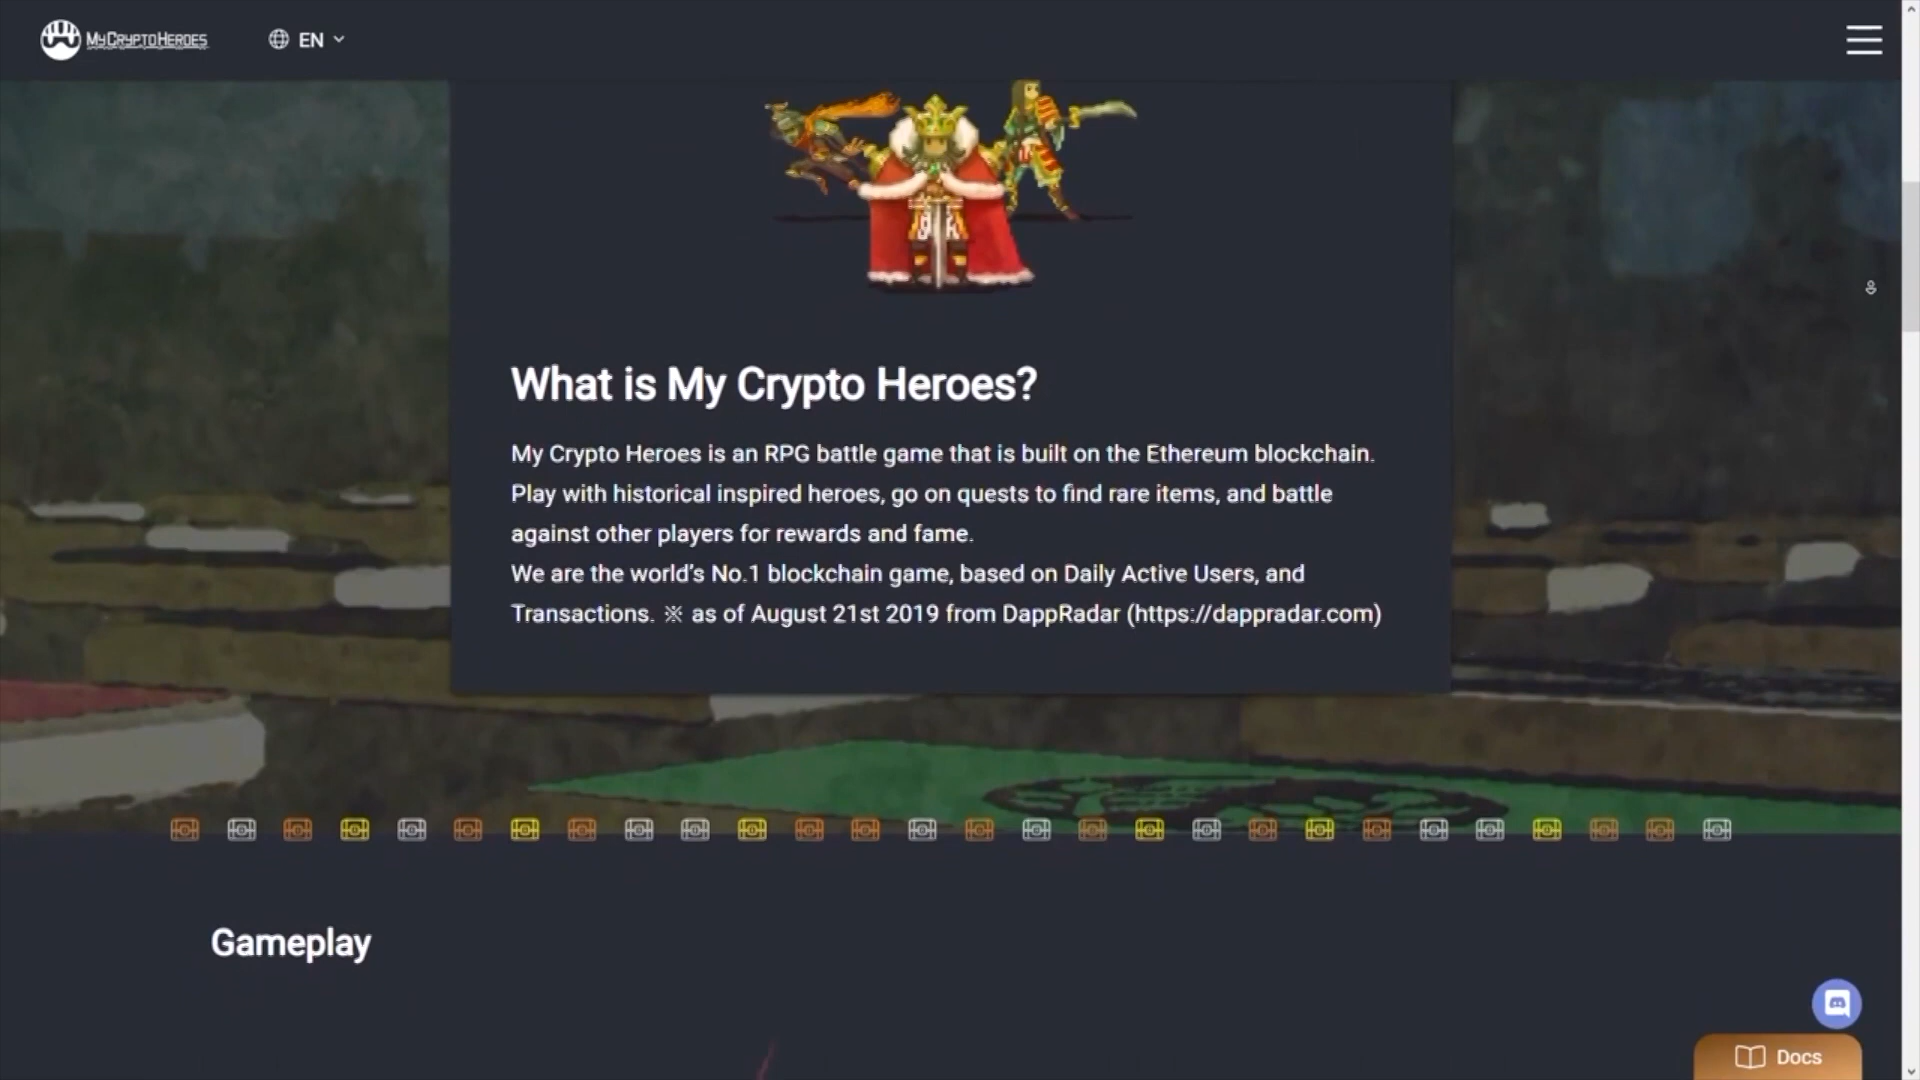 MyCryptoHeroes
EN
What is My Crypto Heroes?
My Crypto Heroes is an RPG battle game that is built on the Ethereum blockchain.
Play with historical inspired heroes, go on quests to find rare items, and battle
against other players for rewards and fame.
We are the world’s No.1 blockchain game, based on Daily Active Users, and
Transactions. ※ as of August 21st 2019 from DappRadar (https://dappradar.com)
Gameplay
Docs